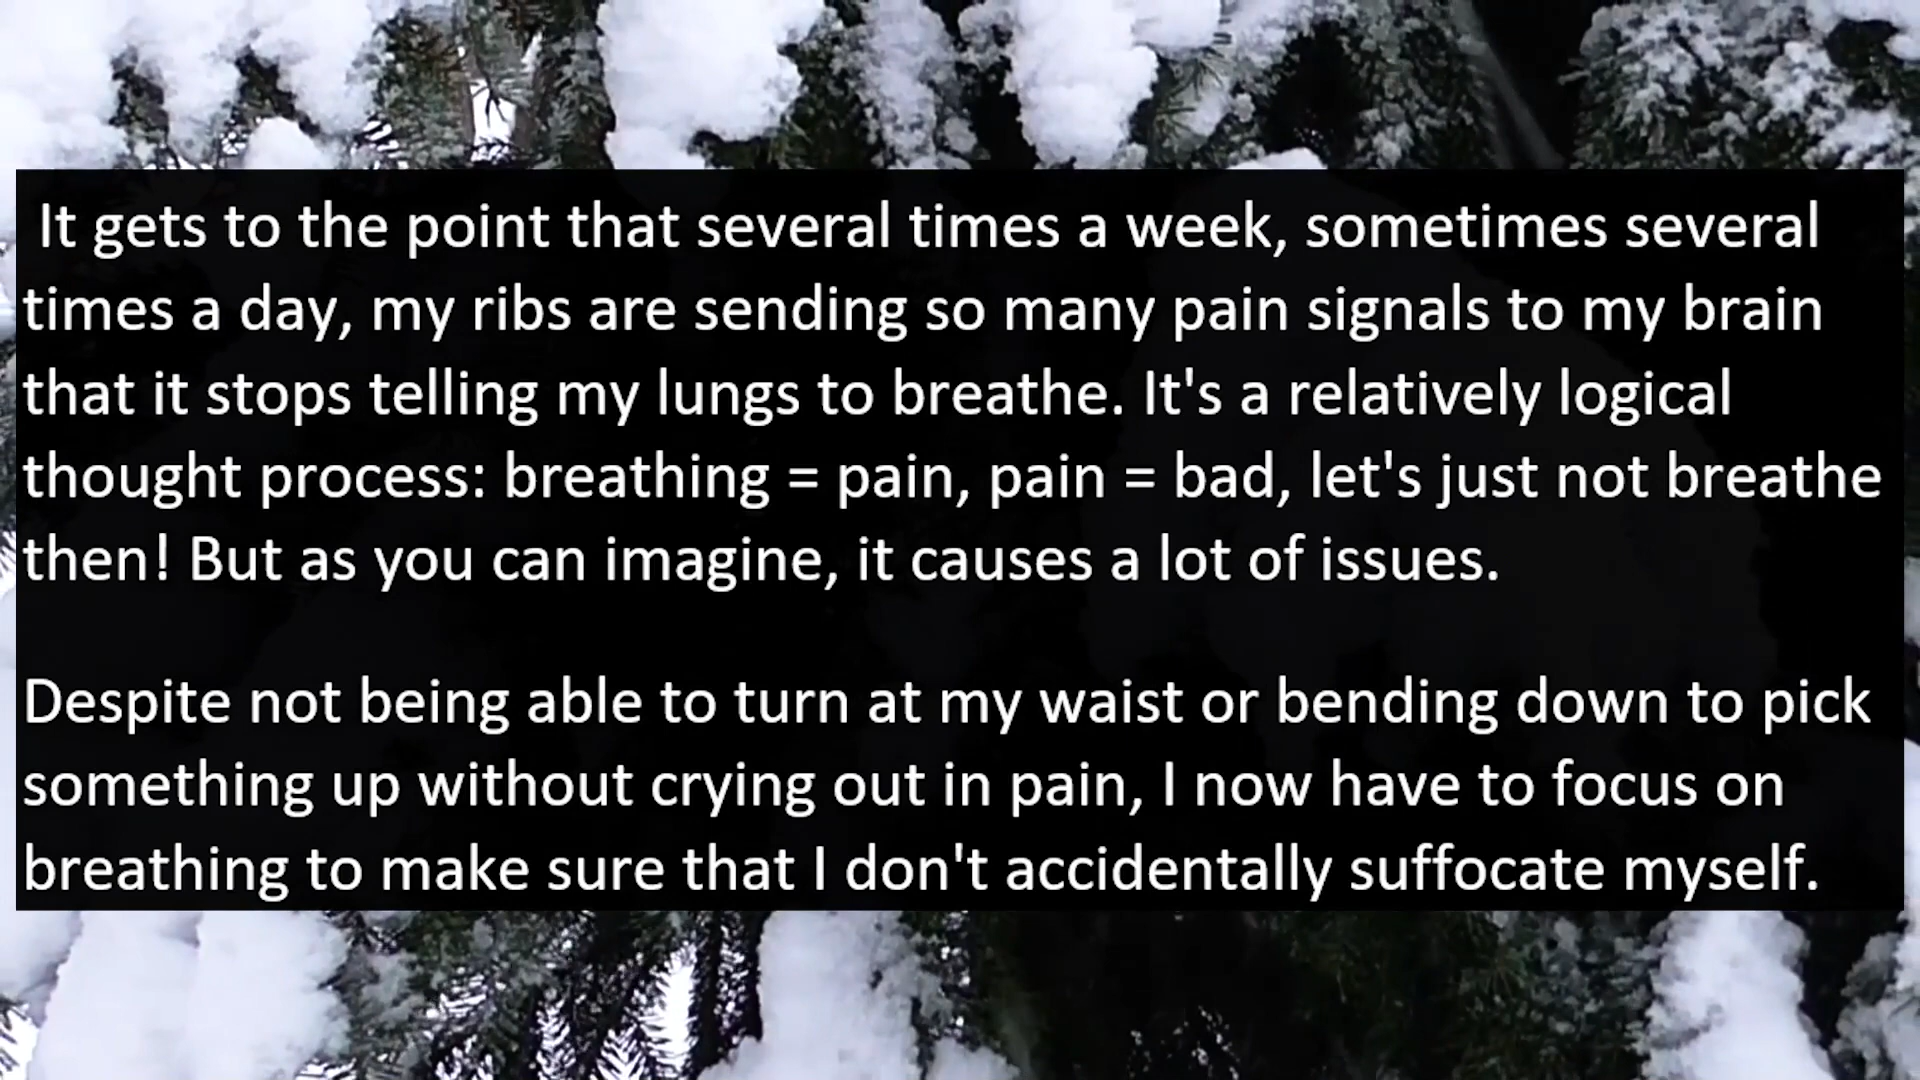 It gets to the point that several times a week, sometimes several
times a day, my ribs are sending so many pain signals to my brain
that it stops telling my lungs to breathe. It's a relatively logical
thought process: breathing = pain, pain = bad, let's just not breathe
then! But as you can imagine, it causes a lot of issues.
Despite not being able to turn at my waist or bending down to pick
something up without crying out in pain, I now have to focus on
breathing to make sure that I don't accidentally suffocate myself.